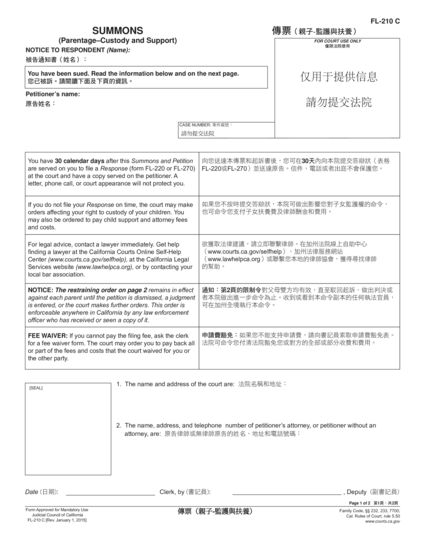 FL-210 C
SUMMONS
傳票（親子-監護與扶養）
(Parentage–Custody and Support)
NOTICE TO RESPONDENT (Name):
被告通知書（姓名）：
FOR COURT USE ONLY
僅限法院使用
You have been sued. Read the information below and on the next page.
您已被訴。請閱讀下面及下頁的資訊。
仅用于提供信息
請勿提交法院
Petitioner's name:
原告姓名：
CASE NUMBER 案件編號：
請勿提交法院
You have 30 calendar days after this Summons and Petition
are served on you to file a Response (form FL-220 or FL-270)
at the court and have a copy served on the petitioner. A
letter, phone call, or court appearance will not protect you.
向您送達本傳票和起訴書後，您可在30天內向本院提交答辯狀（表格
FL-220或FL-270）並送達原告。信件，電話或者出庭不會保護您。
If you do not file your Response on time, the court may make
orders affecting your right to custody of your children. You
may also be ordered to pay child support and attorney fees
and costs.
如果您不按時提交答辯狀，本院可做出影響您對子女監護權的命令，
也可命令您支付子女扶養費及律師酬金和費用。
For legal advice, contact a lawyer immediately. Get help
finding a lawyer at the California Courts Online Self-Help
Center (www.courts.ca.gov/selfhelp), at the California Legal
Services website (www.lawhelpca.org), or by contacting your
local bar association.
欲獲取法律建議，請立即聯繫律師。在加州法院線上自助中心
（www.courts.ca.gov/selfhelp），加州法律服務網站
（www.lawhelpca.org）或聯繫您本地的律師協會，獲得尋找律師
的幫助。
NOTICE: The restraining order on page 2 remains in effect
against each parent until the petition is dismissed, a judgment
is entered, or the court makes further orders. This order is
enforceable anywhere in California by any law enforcement
officer who has received or seen a copy of it.
通知：第2頁的限制令對父母雙方均有效，直至駁回起訴，做出判決或
者本院做出進一步命令為止。收到或看到本命令副本的任何執法官員，
可在加州全境執行本命令。
FEE WAIVER: If you cannot pay the filing fee, ask the clerk
for a fee waiver form. The court may order you to pay back all
or part of the fees and costs that the court waived for you or
the other party.
申請費豁免：如果您不能支付申請費，請向書記員索取申請費豁免表。
法院可命令您付清法院豁免您或對方的全部或部分收費和費用。
[SEAL]
1. The name and address of the court are: 法院名稱和地址：
2. The name, address, and telephone number of petitioner's attorney, or petitioner without an
attorney, are: 原告律師或無律師原告的姓名、地址和電話號碼：
Date (日期):
Clerk, by (書記員):
, Deputy (副書記員)
Page 1 of 2 第1頁，共2頁
Form Approved for Mandatory Use
Judicial Council of California
FL-210 C [Rev. January 1, 2015]
傳票（親子-監護與扶養）
Family Code, §§ 232, 233, 7700;
Cal. Rules of Court, rule 5.50
www.courts.ca.gov